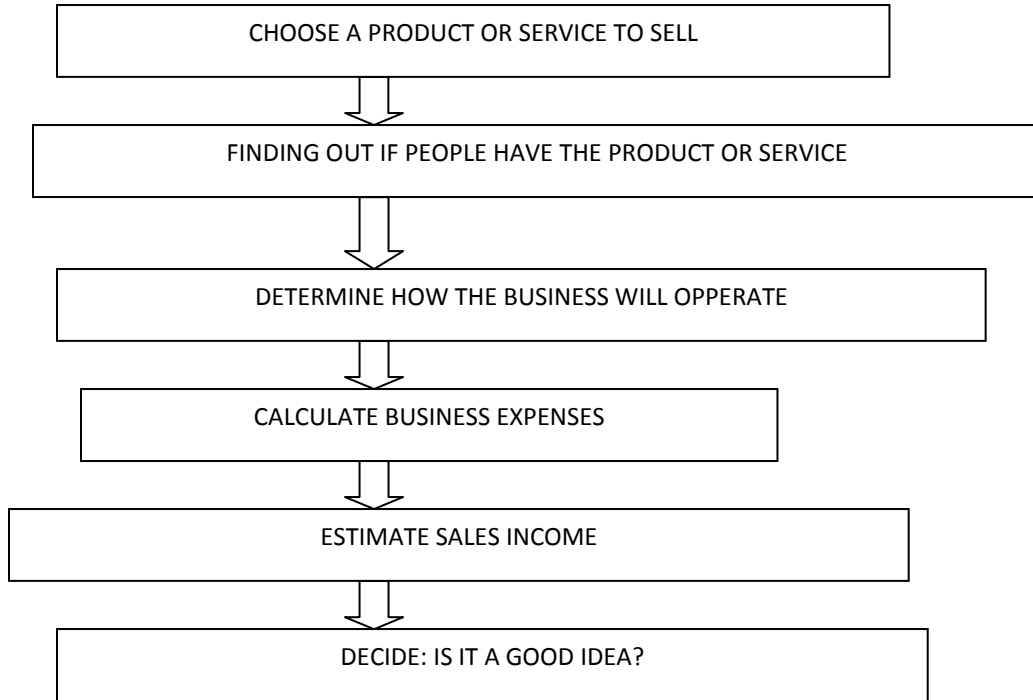 CHOOSE A PRODUCT OR SERVICE TO SELL
FINDING OUT IF PEOPLE HAVE THE PRODUCT OR SERVICE
DETERMINE HOW THE BUSINESS WILL OPPERATE
CALCULATE BUSINESS EXPENSES
ESTIMATE SALES INCOME
DECIDE: IS IT A GOOD IDEA?